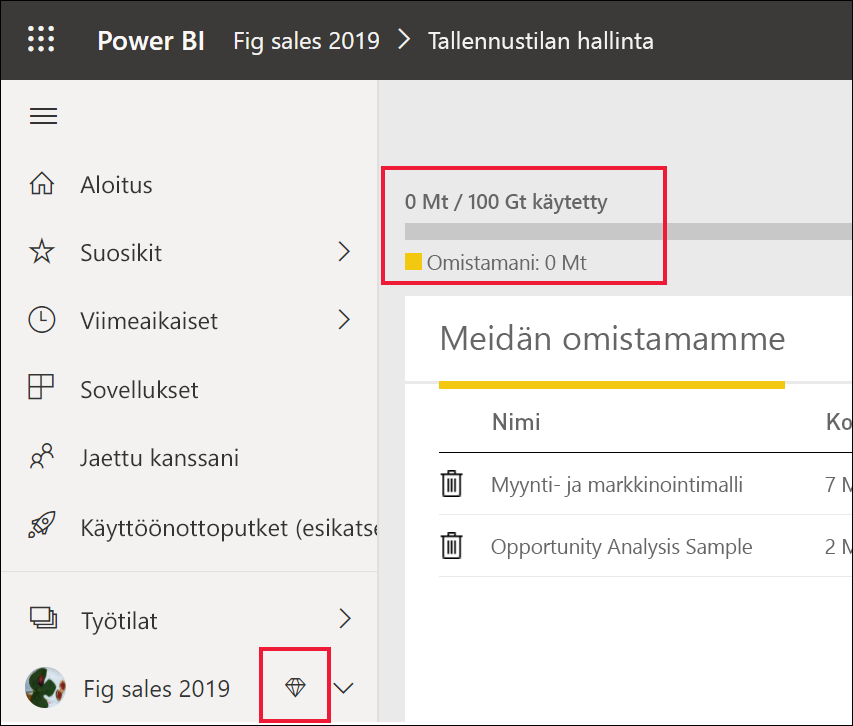 Power BI Fig sales 2019 > Tallennustilan hallinta
Aloitus
Suosikit
Viimeaikaiset
Sovellukset
Jaettu kanssani
Käyttöönottoputket (esikatse
Työtilat
Fig sales 2019
0 Mt / 100 Gt käytetty
Omistamani: 0 Mt
Meidän omistamamme
Nimi Ko
Myynti- ja markkinointimalli 7 M
Opportunity Analysis Sample 2 M